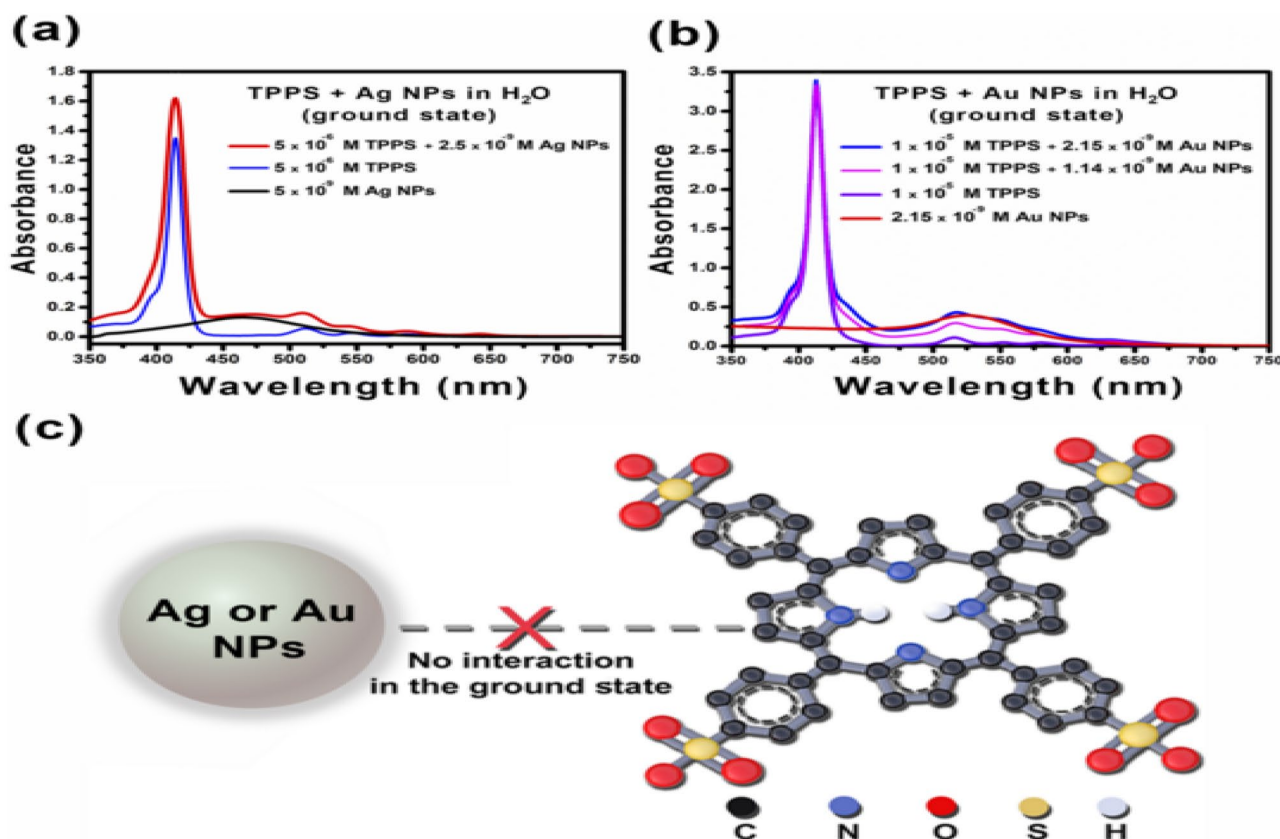 (a)
TPPS + Ag NPs in H₂O
(ground state)
5 x 10⁻⁶ M TPPS + 2.5 x 10⁻⁹ M Ag NPs
5 x 10⁻⁶ M TPPS
5 x 10⁻⁹ M Ag NPs
Absorbance
1.8
1.6
1.4
1.2
1.0
0.8
0.6
0.4
0.2
0.0
350 400 450 500 550 600 650 700 750
Wavelength (nm)
(b)
TPPS + Au NPs in H₂O
(ground state)
1 x 10⁻⁵ M TPPS + 2.15 x 10⁻⁹ M Au NPs
1 x 10⁻⁵ M TPPS + 1.14 x 10⁻⁹ M Au NPs
1 x 10⁻⁵ M TPPS
2.15 x 10⁻⁹ M Au NPs
Absorbance
3.5
3.0
2.5
2.0
1.5
1.0
0.5
0.0
350 400 450 500 550 600 650 700 750
Wavelength (nm)
(c)
Ag or Au
NPs
No interaction
in the ground state
C N O S H